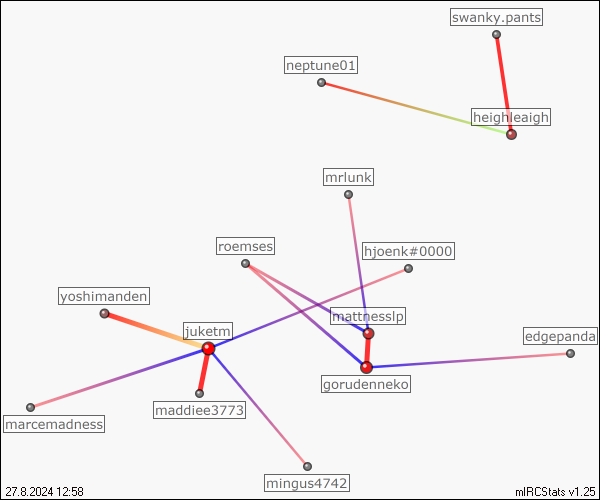 swanky.pants
neptune01
heighleaigh
mrlunk
roemses
hjoenk#0000
yoshimanden
mattnesslp
juketm
edgepanda
gorudenneko
maddiee3773
marcemadness
mingus4742
27.8.2024 12:58
mIRCStats v1.25